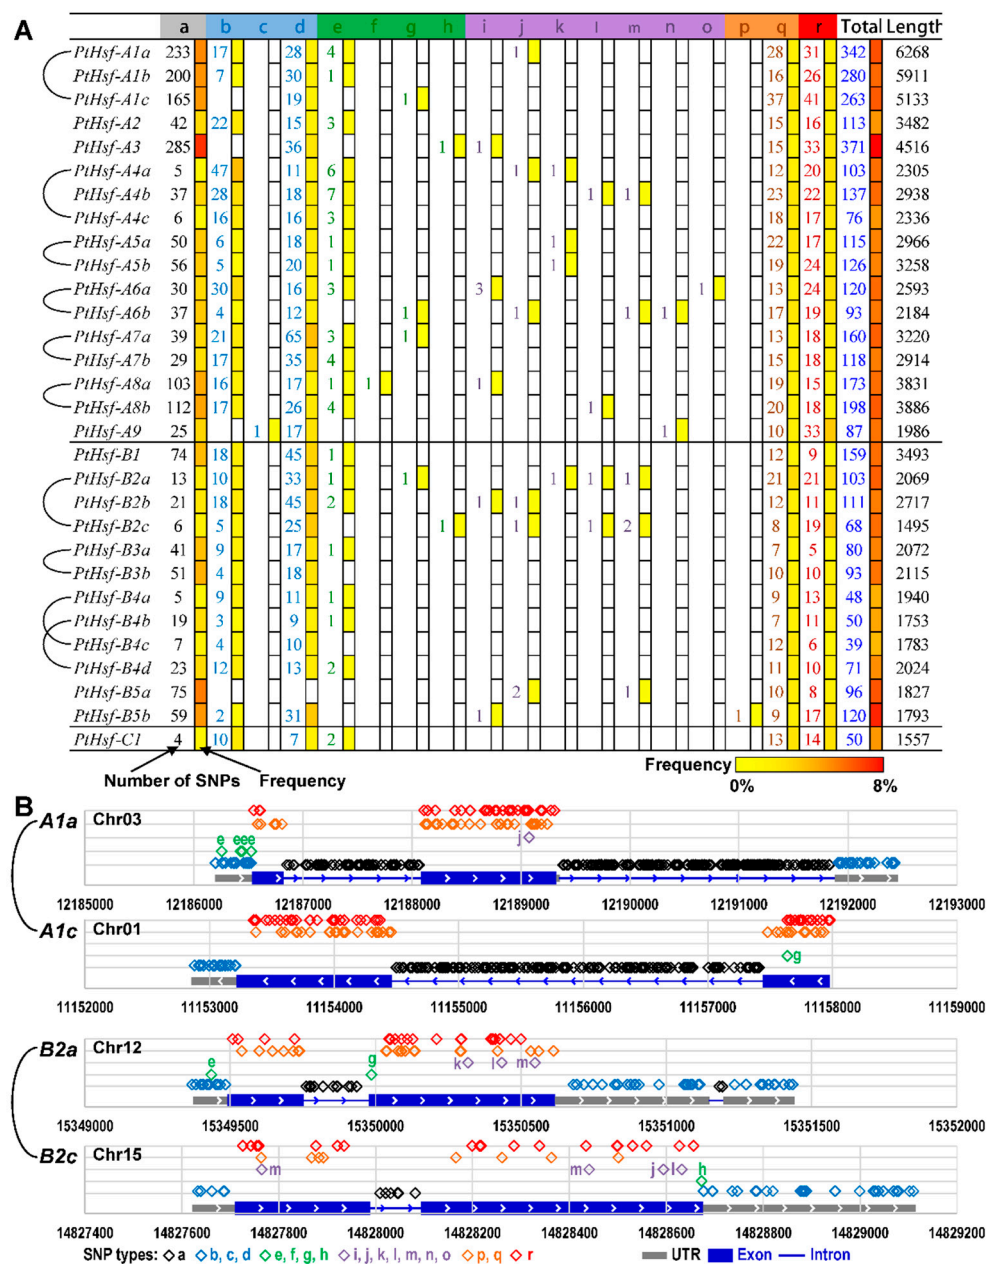 A
a b c d e f g h i j k l m n o p q r Total Length
PtHsf-A1a 233 17 28 4 1 28 31 342 6268
PtHsf-A1b 200 7 30 1 16 26 280 5911
PtHsf-A1c 165 19 1 37 41 263 5133
PtHsf-A2 42 22 15 3 15 16 113 3482
PtHsf-A3 285 36 1 1 15 33 371 4516
PtHsf-A4a 5 47 11 6 1 1 12 20 103 2305
PtHsf-A4b 37 28 18 7 1 1 23 22 137 2938
PtHsf-A4c 6 16 16 3 18 17 76 2336
PtHsf-A5a 50 6 18 1 1 22 17 115 2966
PtHsf-A5b 56 5 20 1 1 19 24 126 3258
PtHsf-A6a 30 30 16 3 3 1 13 24 120 2593
PtHsf-A6b 37 4 12 1 1 1 1 17 19 93 2184
PtHsf-A7a 39 21 65 3 1 13 18 160 3220
PtHsf-A7b 29 17 35 4 15 18 118 2914
PtHsf-A8a 103 16 17 1 1 1 19 15 173 3831
PtHsf-A8b 112 17 26 4 1 20 18 198 3886
PtHsf-A9 25 1 17 1 10 33 87 1986
PtHsf-B1 74 18 45 1 12 9 159 3493
PtHsf-B2a 13 10 33 1 1 1 1 1 21 21 103 2069
PtHsf-B2b 21 18 45 2 1 1 12 11 111 2717
PtHsf-B2c 6 5 25 1 1 1 2 8 19 68 1495
PtHsf-B3a 41 9 17 1 7 5 80 2072
PtHsf-B3b 51 4 18 10 10 93 2115
PtHsf-B4a 5 9 11 1 9 13 48 1940
PtHsf-B4b 19 3 9 1 7 11 50 1753
PtHsf-B4c 7 4 10 12 6 39 1783
PtHsf-B4d 23 12 13 2 11 10 71 2024
PtHsf-B5a 75 2 1 10 8 96 1827
PtHsf-B5b 59 2 31 1 1 9 17 120 1793
PtHsf-C1 4 10 7 2 13 14 50 1557
Number of SNPs Frequency
Frequency
0% 8%
B
A1a Chr03
e eee j
12185000 12186000 12187000 12188000 12189000 12190000 12191000 12192000 12193000
A1c Chr01
g
11152000 11153000 11154000 11155000 11156000 11157000 11158000 11159000
B2a Chr12
e g k l m
15349000 15349500 15350000 15350500 15351000 15351500 15352000
B2c Chr15
m m j l h
14827400 14827600 14827800 14828200 14828400 14828600 14828800 14829000 14829200
SNP types: a b, c, d e, f, g, h i, j, k, l, m, n, o p, q r UTR Exon Intron